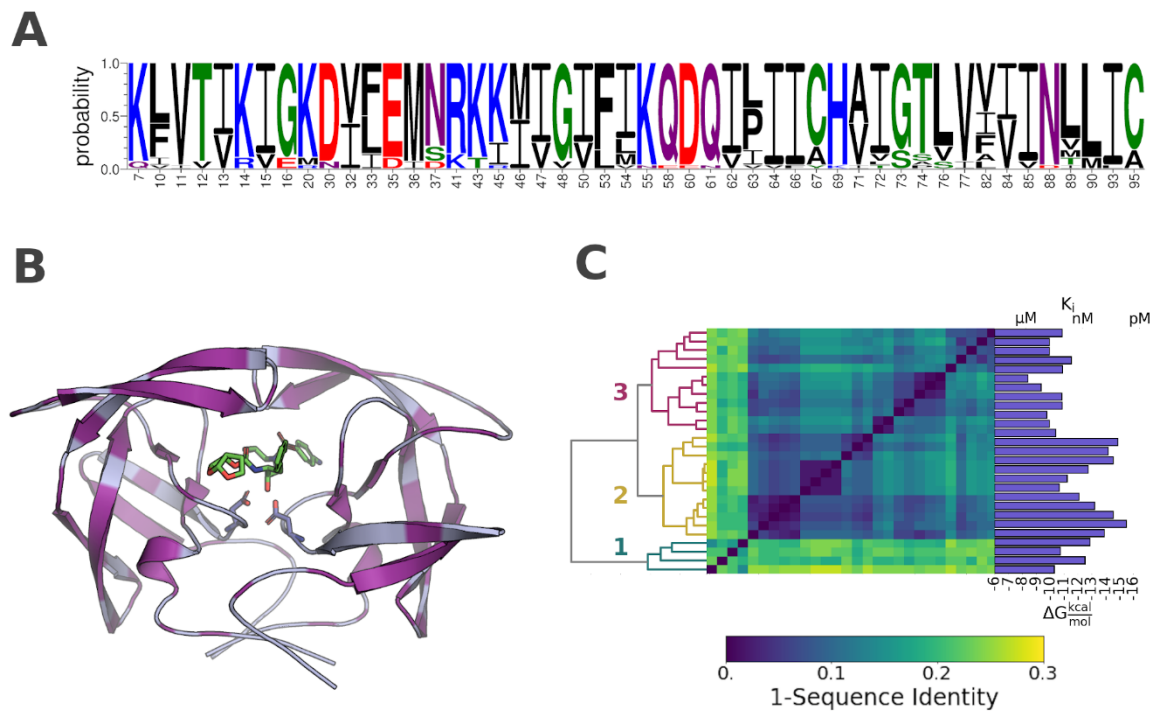 A
probability
1.0
0.5
0.0
KLVTIKIGKDVFEMNRKKMIGIFIKQDQILIICHAIGTLVVIINLLIC
7 10 11 12 13 14 15 16 20 30 32 33 35 36 37 41 43 45 46 47 48 50 53 54 55 58 60 61 62 63 64 66 67 69 71 72 73 74 76 77 82 84 85 88 89 90 93 95
B
C
Ki
µM nM pM
3
2
1
-6 -7 -8 -9 -10 -11 -12 -13 -14 -15 -16
ΔG kcal/mol
0. 0.1 0.2 0.3
1-Sequence Identity